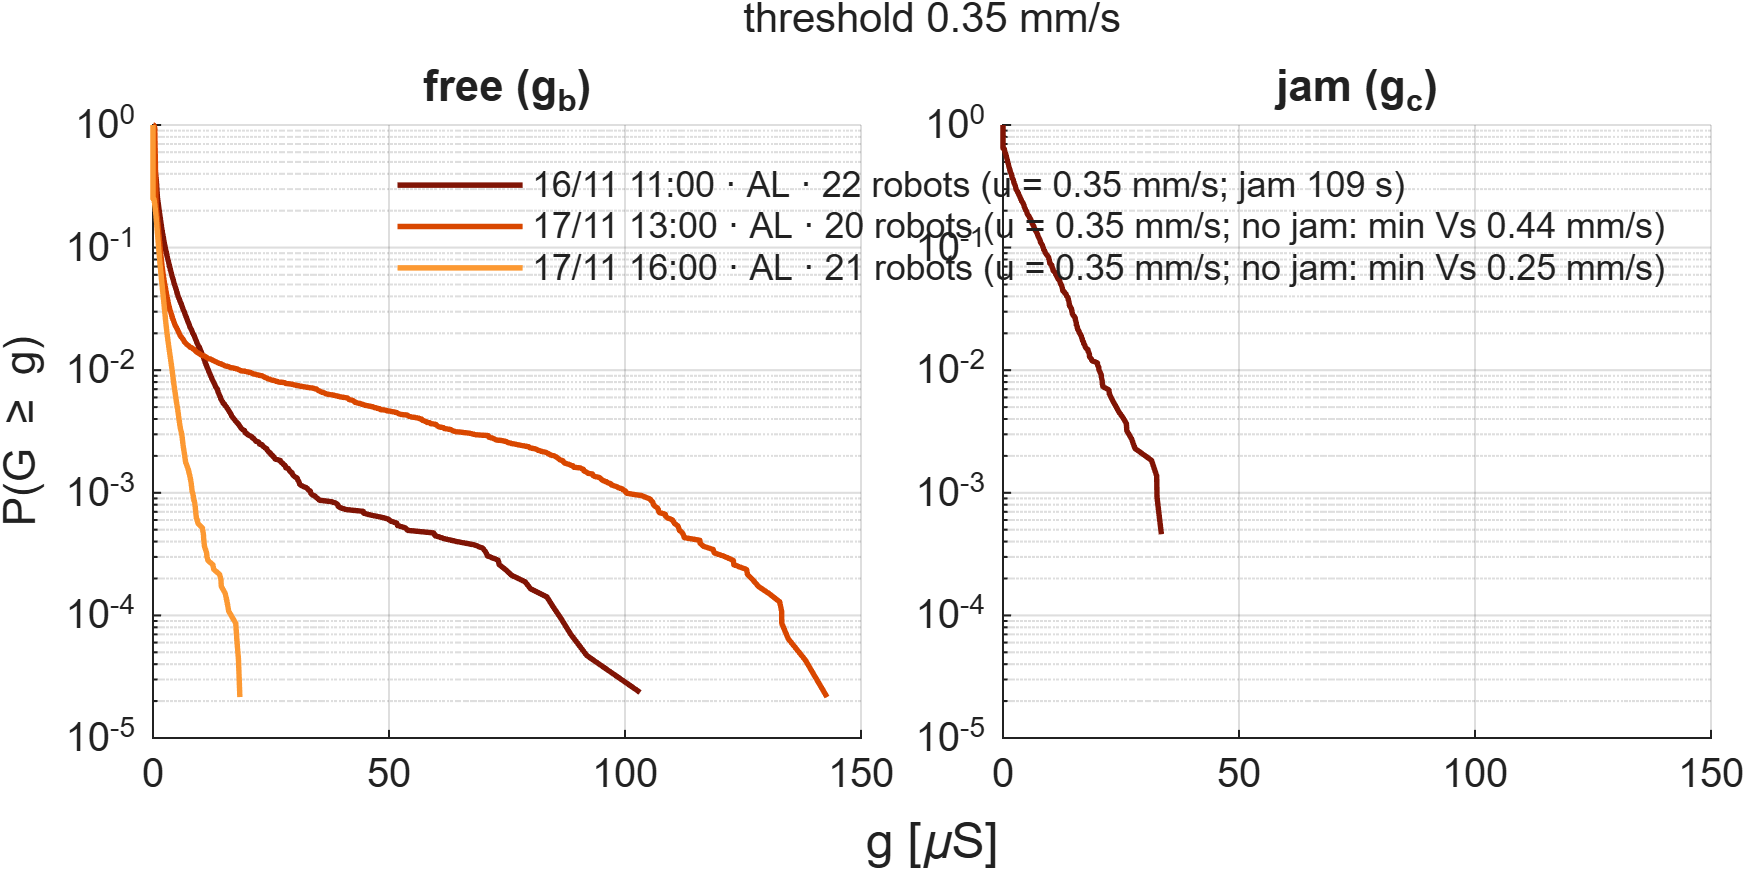 threshold 0.35 mm/s
free (g_b)
jam (g_c)
10^0
10^-1
10^-2
10^-3
10^-4
10^-5
0 50 100 150
P(G ≥ g)
16/11 11:00 · AL · 22 robots (u = 0.35 mm/s; jam 109 s)
17/11 13:00 · AL · 20 robots (u = 0.35 mm/s; no jam: min Vs 0.44 mm/s)
17/11 16:00 · AL · 21 robots (u = 0.35 mm/s; no jam: min Vs 0.25 mm/s)
10^0
10^-1
10^-2
10^-3
10^-4
10^-5
0 50 100 150
g [μS]